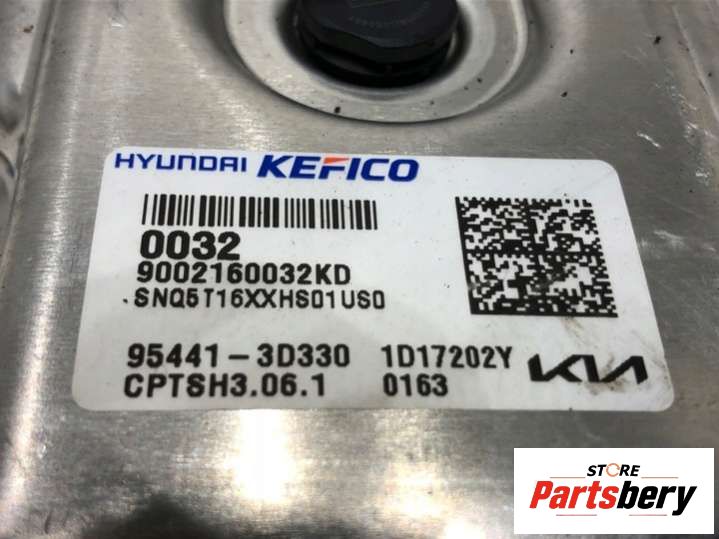 HYUNDAI KEFICO
0032
9002160032KD
.SNQ5T16XXHS01US0
95441-3D330 1D17202Y KIA
CPTSH3.06.1 0163
STORE
Partsbery